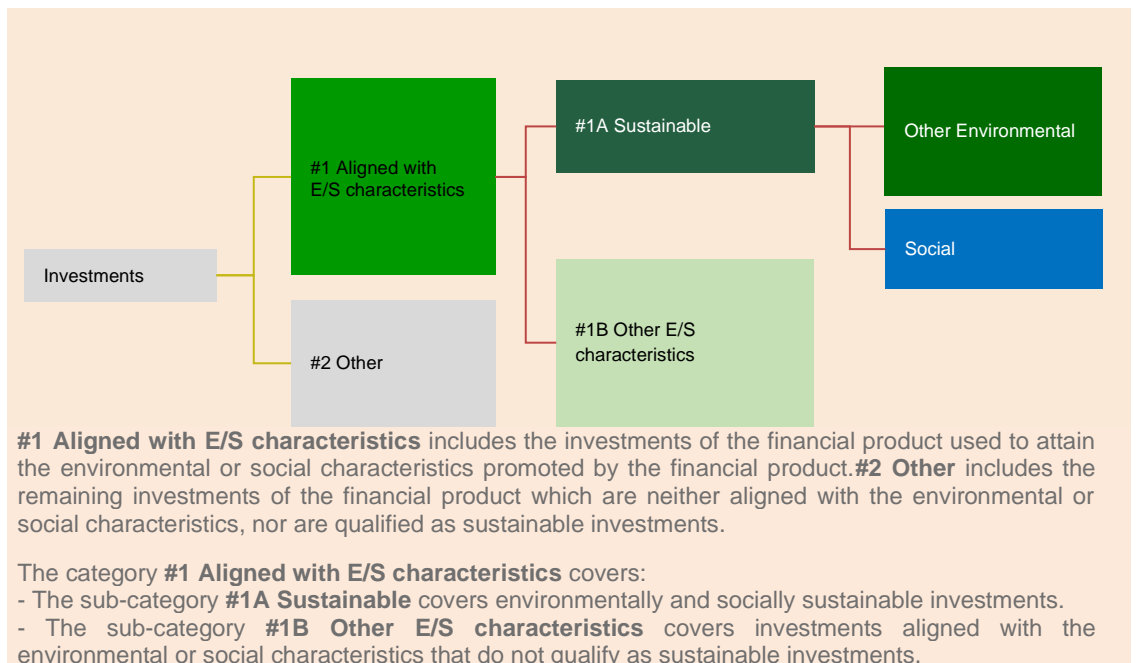 #1A Sustainable
Other Environmental
#1 Aligned with
E/S characteristics
Social
Investments
#1B Other E/S
characteristics
#2 Other
#1 Aligned with E/S characteristics includes the investments of the financial product used to attain
the environmental or social characteristics promoted by the financial product.#2 Other includes the
remaining investments of the financial product which are neither aligned with the environmental or
social characteristics, nor are qualified as sustainable investments.
The category #1 Aligned with E/S characteristics covers:
- The sub-category #1A Sustainable covers environmentally and socially sustainable investments.
- The sub-category #1B Other E/S characteristics covers investments aligned with the
environmental or social characteristics that do not qualify as sustainable investments.